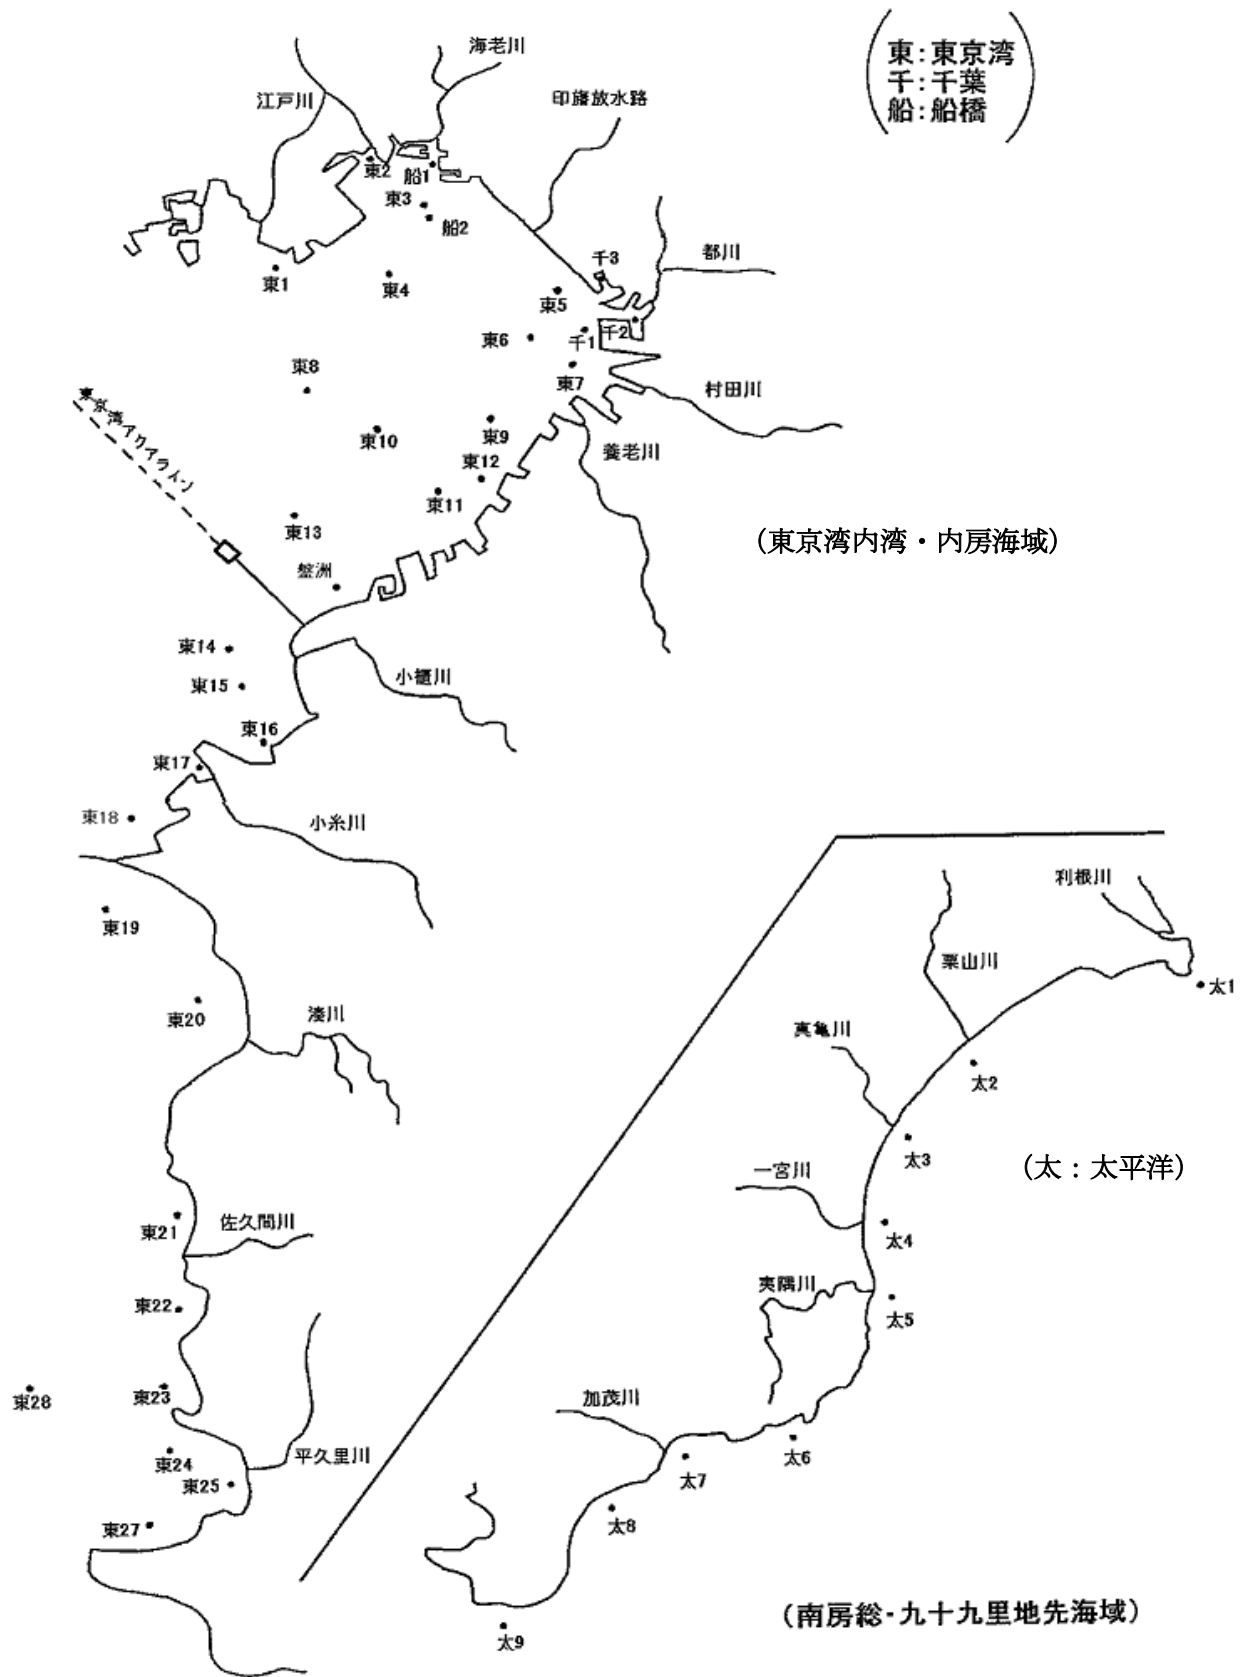 東:東京湾
千:千葉
船:船橋
海老川
江戸川
印旛放水路
東2
船1
東3
船2
都川
千3
東1
東4
東5
千2
東6
千1
東8
東7
村田川
東京湾アクアライン
東10
東9
養老川
東12
東11
東13
(東京湾内湾・内房海域)
盤洲
東14
小櫃川
東15
東16
東17
東18
小糸川
利根川
東19
栗山川
太1
東20
湊川
真亀川
太2
太3
(太:太平洋)
一宮川
東21
佐久間川
太4
夷隅川
東22
太5
東28
東23
加茂川
太6
東24
平久里川
太7
東25
東27
太8
(南房総・九十九里地先海域)
太9